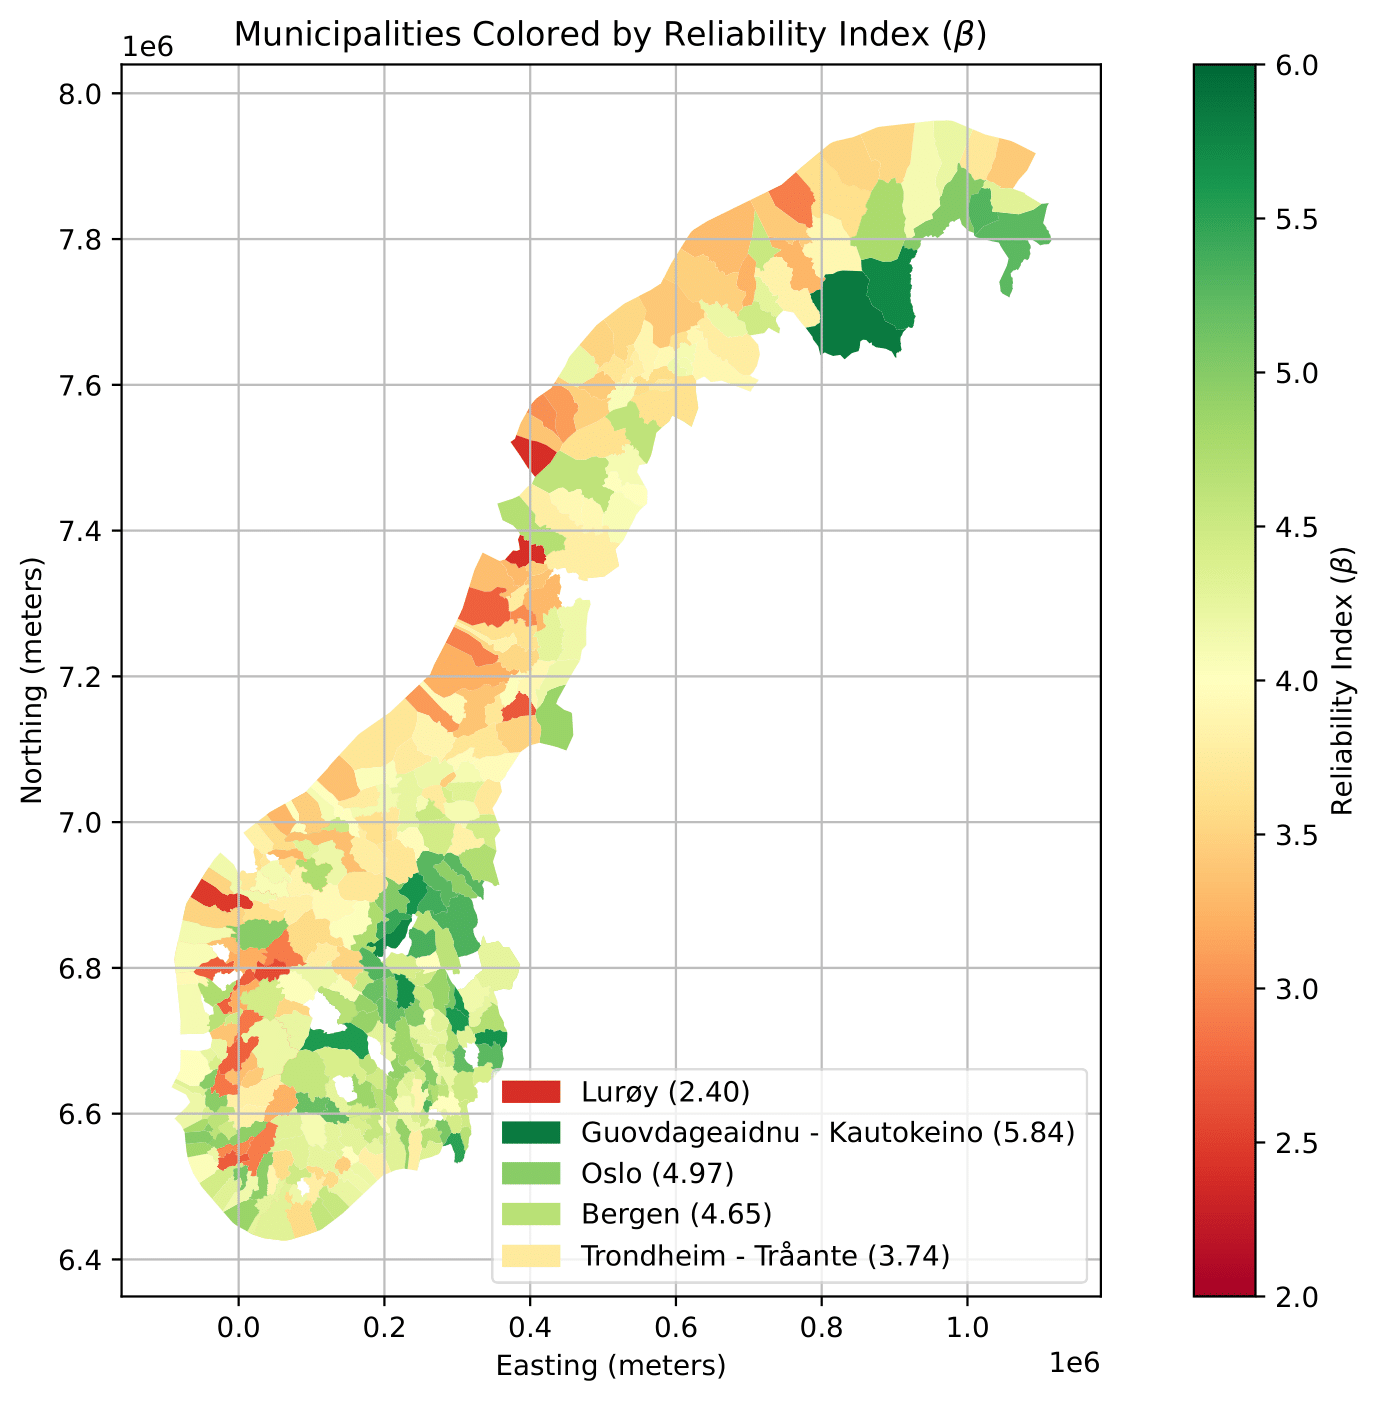 Municipalities Colored by Reliability Index (β)
1e6
8.0
7.8
7.6
7.4
7.2
7.0
6.8
6.6
6.4
Northing (meters)
0.0 0.2 0.4 0.6 0.8 1.0
1e6
Easting (meters)
Lurøy (2.40)
Guovdageaidnu - Kautokeino (5.84)
Oslo (4.97)
Bergen (4.65)
Trondheim - Tråante (3.74)
6.0
5.5
5.0
4.5
4.0
3.5
3.0
2.5
2.0
Reliability Index (β)